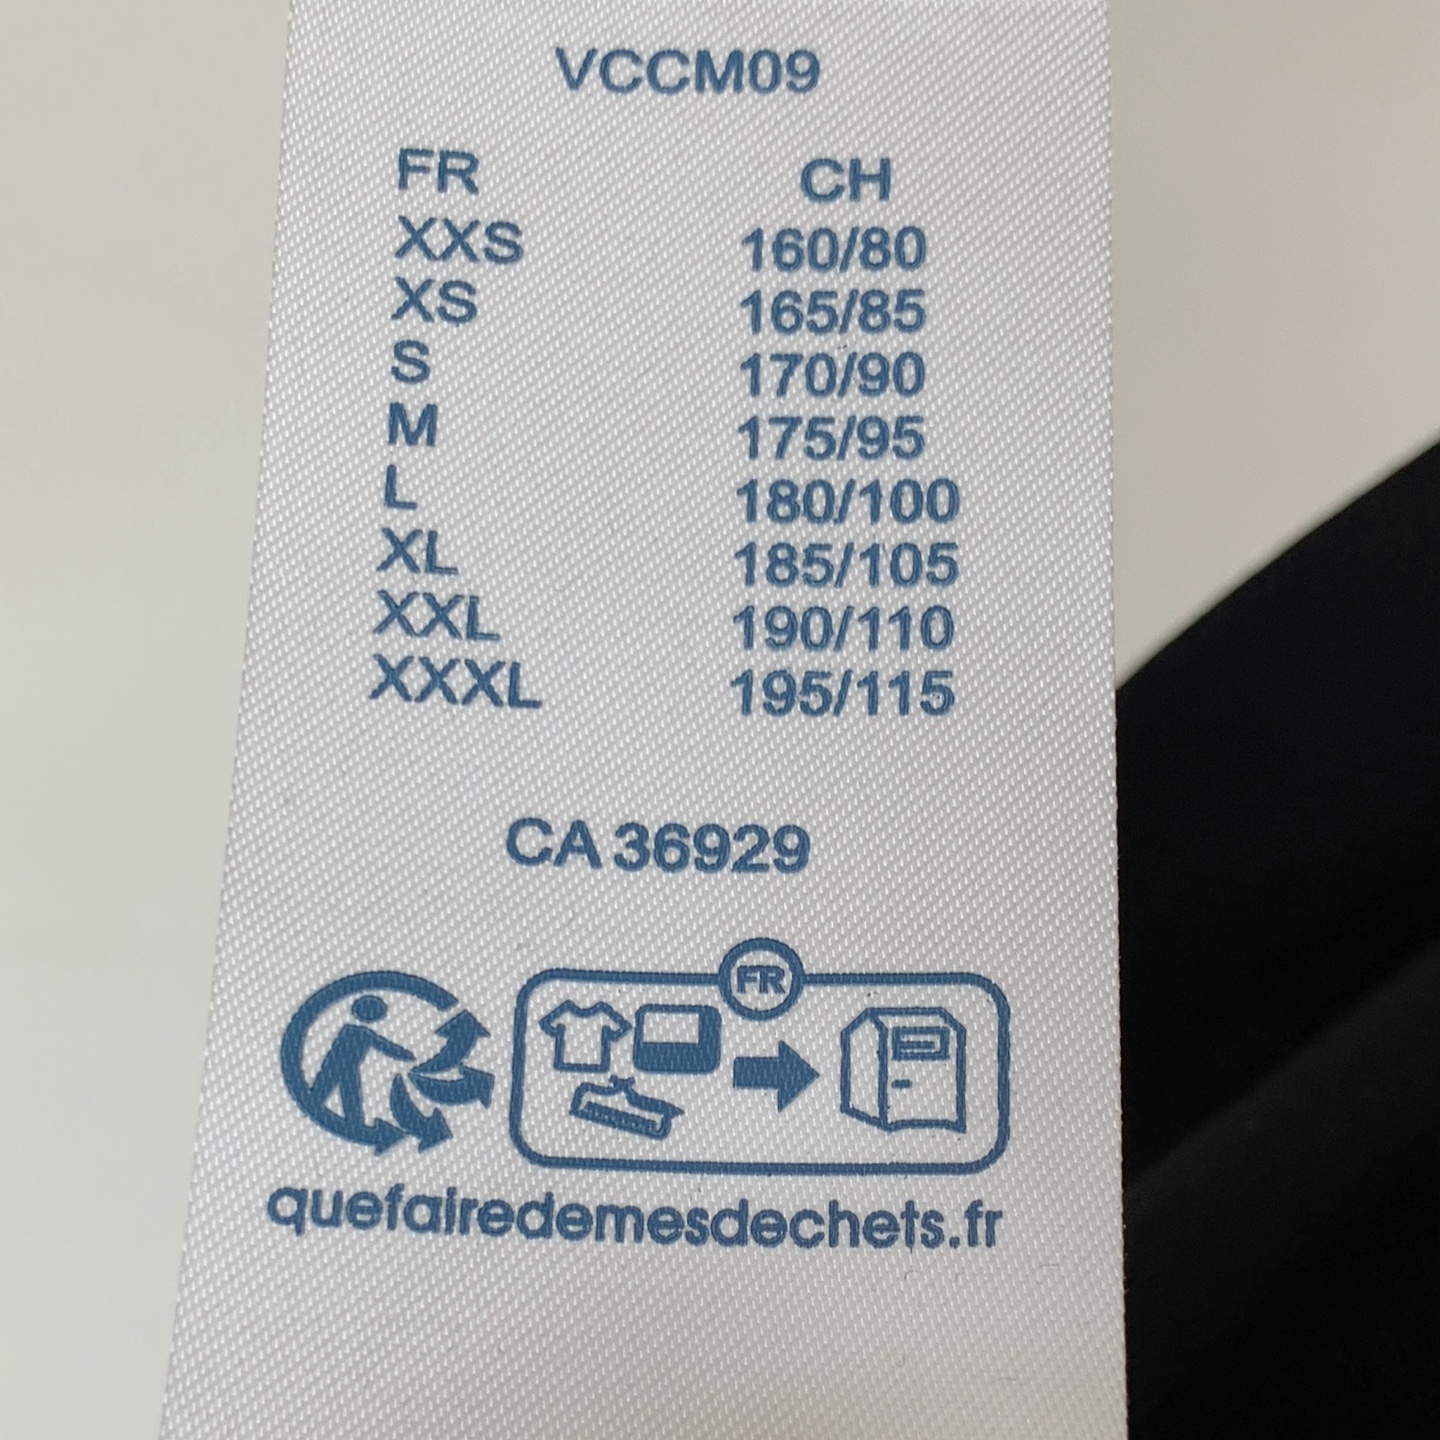 VCCM09
FR CH
XXS 160/80
XS 165/85
S 170/90
M 175/95
L 180/100
XL 185/105
XXL 190/110
XXXL 195/115
CA 36929
FR
quefairedemesdechets.fr